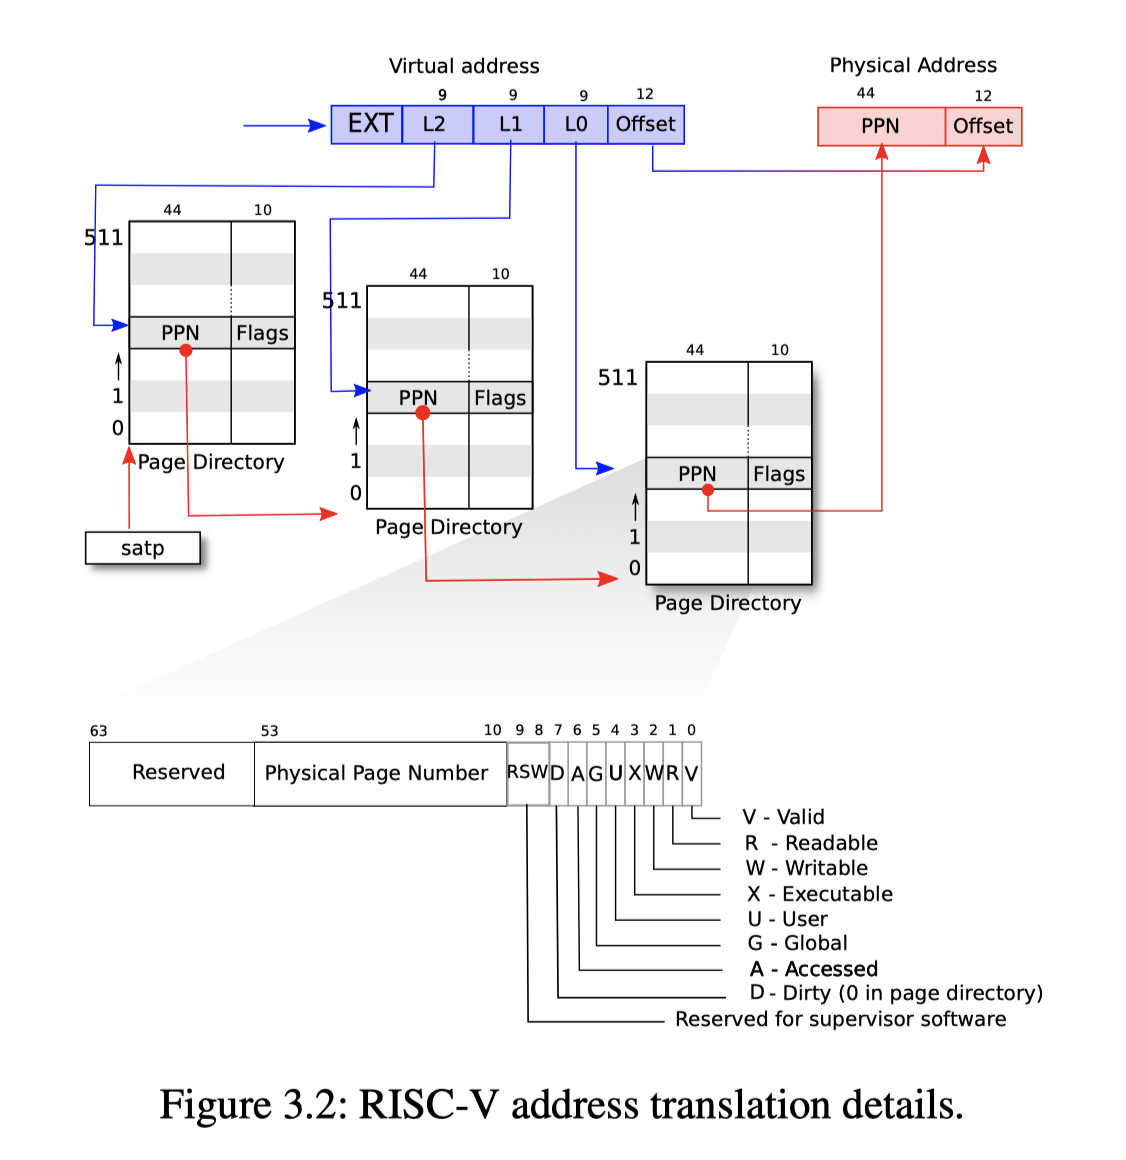 Virtual address
Physical Address
9 9 9 12
44 12
EXT L2 L1 L0 Offset
PPN Offset
44 10
511
PPN Flags
1
0
Page Directory
satp
44 10
511
PPN Flags
1
0
Page Directory
44 10
511
PPN Flags
1
0
Page Directory
63 53 10 9 8 7 6 5 4 3 2 1 0
Reserved Physical Page Number RSW D A G U X W R V
V - Valid
R - Readable
W - Writable
X - Executable
U - User
G - Global
A - Accessed
D - Dirty (0 in page directory)
Reserved for supervisor software
Figure 3.2: RISC-V address translation details.